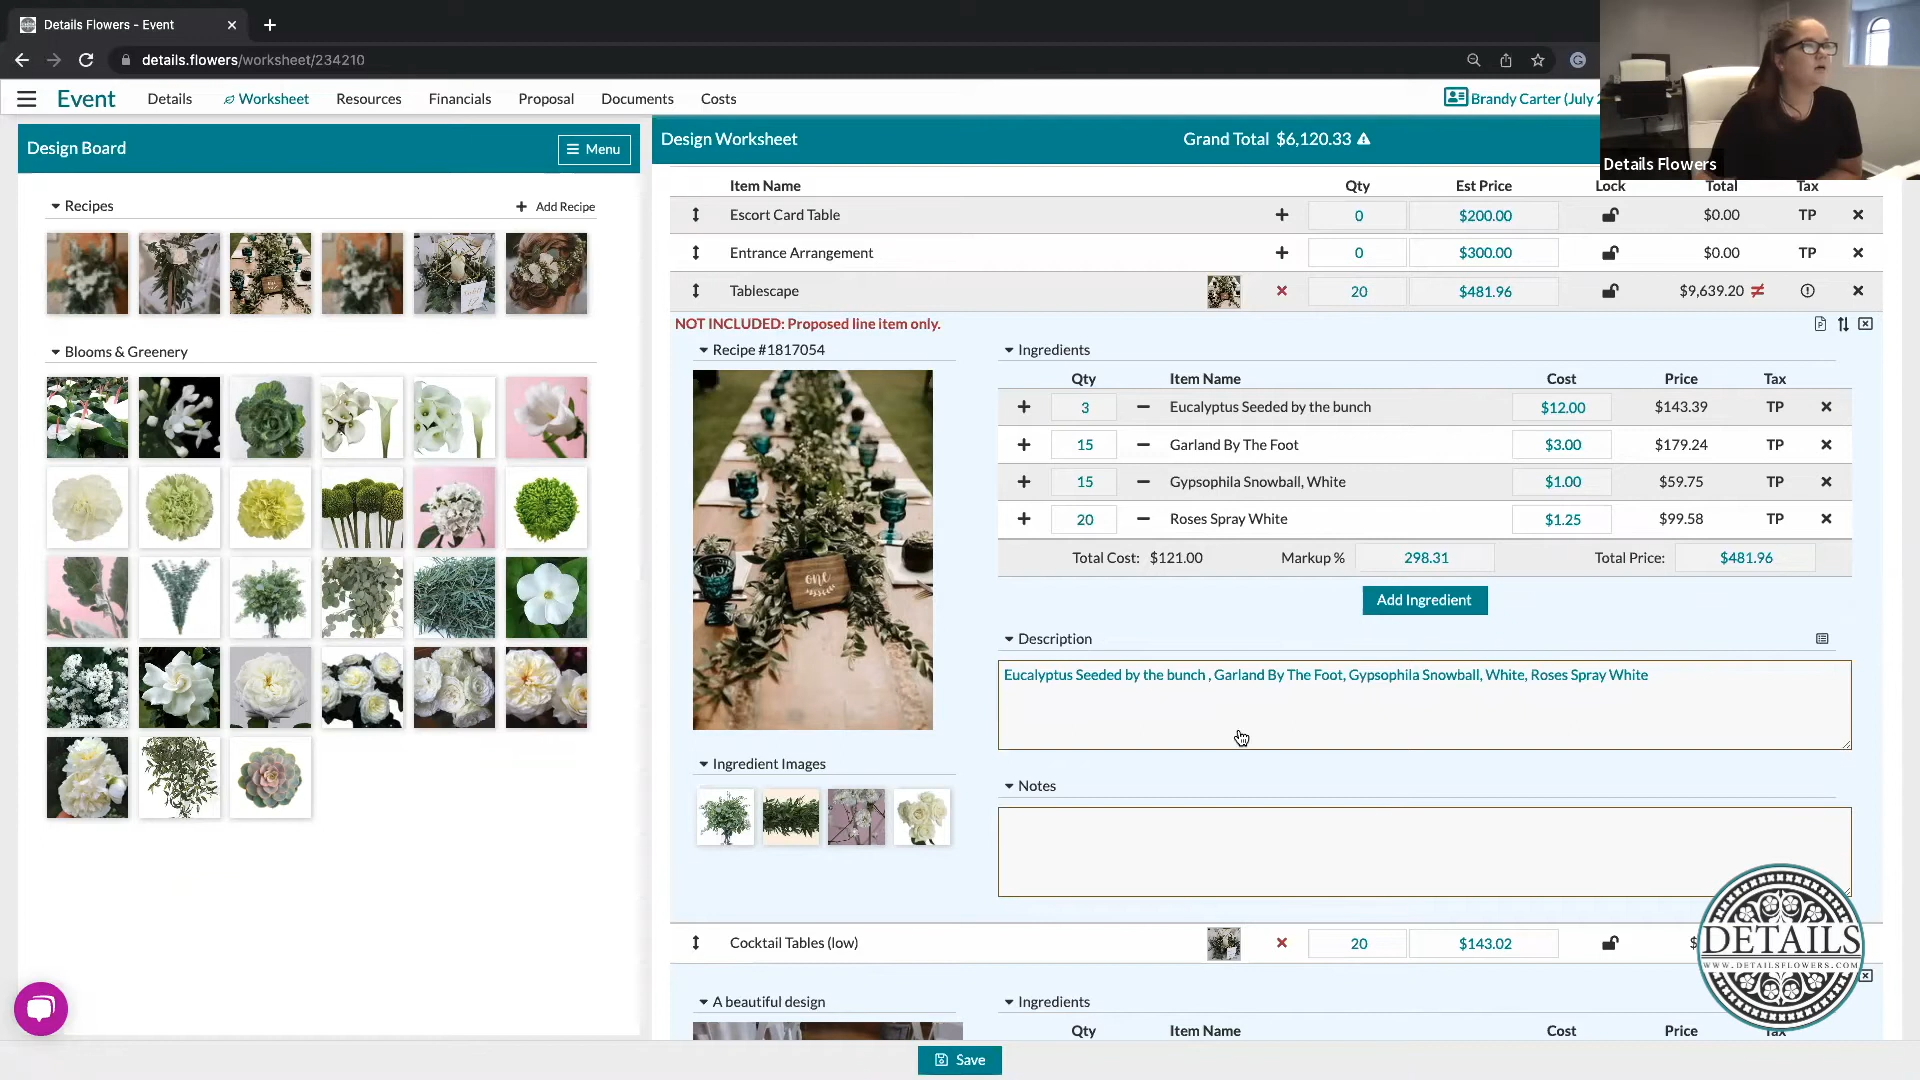 Details Flowers - Event
details.flowers/worksheet/234210
Event Details Worksheet Resources Financials Proposal Documents Costs
Brandy Carter (July
Details Flowers
Design Board
Menu
Recipes
Add Recipe
Blooms & Greenery
Design Worksheet
Grand Total $6,120.33
Item Name Qty Est Price Lock Total Tax
Escort Card Table 0 $200.00 $0.00 TP
Entrance Arrangement 0 $300.00 $0.00 TP
Tablescape 20 $481.96 $9,639.20 ≠
NOT INCLUDED: Proposed line item only.
Recipe #1817054
one
Ingredients
Qty Item Name Cost Price Tax
3 Eucalyptus Seeded by the bunch $12.00 $143.39 TP
15 Garland By The Foot $3.00 $179.24 TP
15 Gypsophila Snowball, White $1.00 $59.75 TP
20 Roses Spray White $1.25 $99.58 TP
Total Cost: $121.00 Markup % 298.31 Total Price: $481.96
Add Ingredient
Description
Eucalyptus Seeded by the bunch , Garland By The Foot, Gypsophila Snowball, White, Roses Spray White
Ingredient Images
Notes
Cocktail Tables (low) 20 $143.02 $
A beautiful design
Ingredients
Qty Item Name Cost Price Tax
DETAILS
WWW.DETAILSFLOWERS.COM
Save